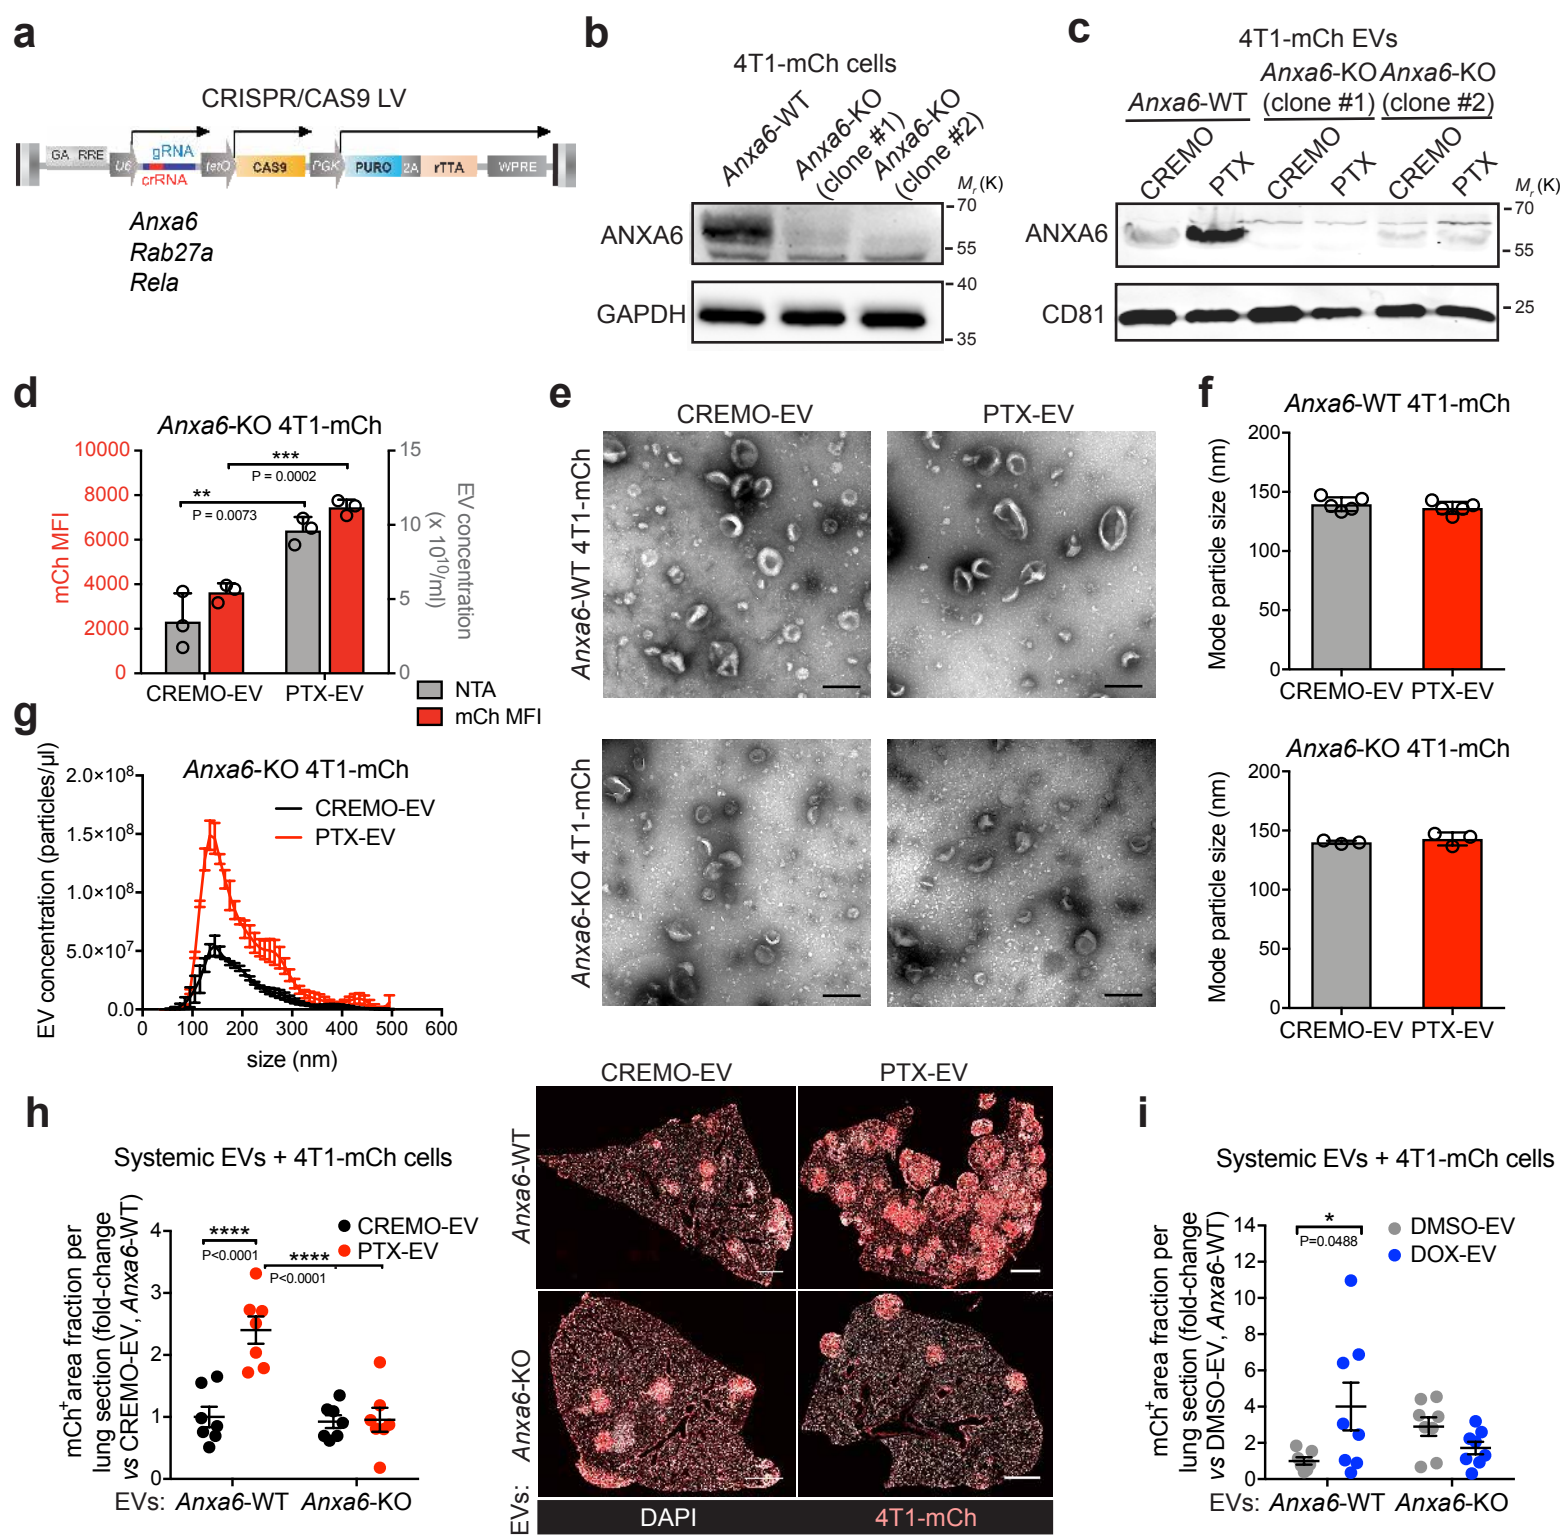 a
CRISPR/CAS9 LV
GA RRE U6 gRNA crRNA tetO CAS9 PGK PURO 2A rTTA WPRE
Anxa6
Rab27a
Rela
b
4T1-mCh cells
Anxa6-WT
Anxa6-KO
(clone #1)
Anxa6-KO
(clone #2)
Mr (K)
70
ANXA6
55
40
GAPDH
35
c
4T1-mCh EVs
Anxa6-WT
Anxa6-KO
(clone #1)
Anxa6-KO
(clone #2)
CREMO PTX CREMO PTX CREMO PTX
Mr (K)
70
ANXA6
55
CD81
25
d
Anxa6-KO 4T1-mCh
mCh MFI
10000
8000
6000
4000
2000
0
***
P = 0.0002
**
P = 0.0073
15
10
5
0
EV concentration
(x 10¹⁰/ml)
CREMO-EV PTX-EV
NTA
mCh MFI
e
CREMO-EV PTX-EV
Anxa6-WT 4T1-mCh
Anxa6-KO 4T1-mCh
f
Anxa6-WT 4T1-mCh
Mode particle size (nm)
200
150
100
50
0
CREMO-EV PTX-EV
Anxa6-KO 4T1-mCh
Mode particle size (nm)
200
150
100
50
0
CREMO-EV PTX-EV
g
Anxa6-KO 4T1-mCh
EV concentration (particles/µl)
2.0×10⁸
1.5×10⁸
1.0×10⁸
5.0×10⁷
0.0
CREMO-EV
PTX-EV
0 100 200 300 400 500 600
size (nm)
h
Systemic EVs + 4T1-mCh cells
mCh⁺ area fraction per
lung section (fold-change
vs CREMO-EV, Anxa6-WT)
4
3
2
1
0
****
P<0.0001
****
P<0.0001
CREMO-EV
PTX-EV
EVs: Anxa6-WT Anxa6-KO
CREMO-EV PTX-EV
Anxa6-WT
Anxa6-KO
EVs:
DAPI 4T1-mCh
i
Systemic EVs + 4T1-mCh cells
mCh⁺ area fraction per
lung section (fold-change
vs DMSO-EV, Anxa6-WT)
14
12
10
8
6
4
2
0
*
P=0.0488
DMSO-EV
DOX-EV
EVs: Anxa6-WT Anxa6-KO